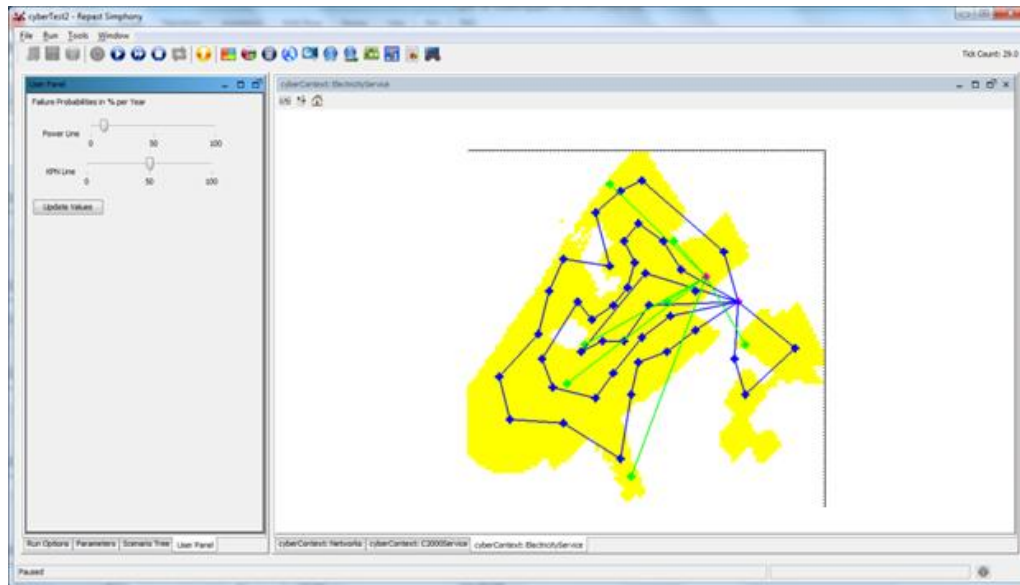 cyberTest2 - Repast Simphony
File Run Tools Window
Tick Count: 29.0
User Panel
cyberContext: ElectricityService
Failure Probabilities in % per Year
Power Line
0 50 100
KPN Line
0 50 100
Update Values
Run Options Parameters Scenario Tree User Panel
cyberContext: Networks cyberContext: C2000Service cyberContext: ElectricityService
Paused